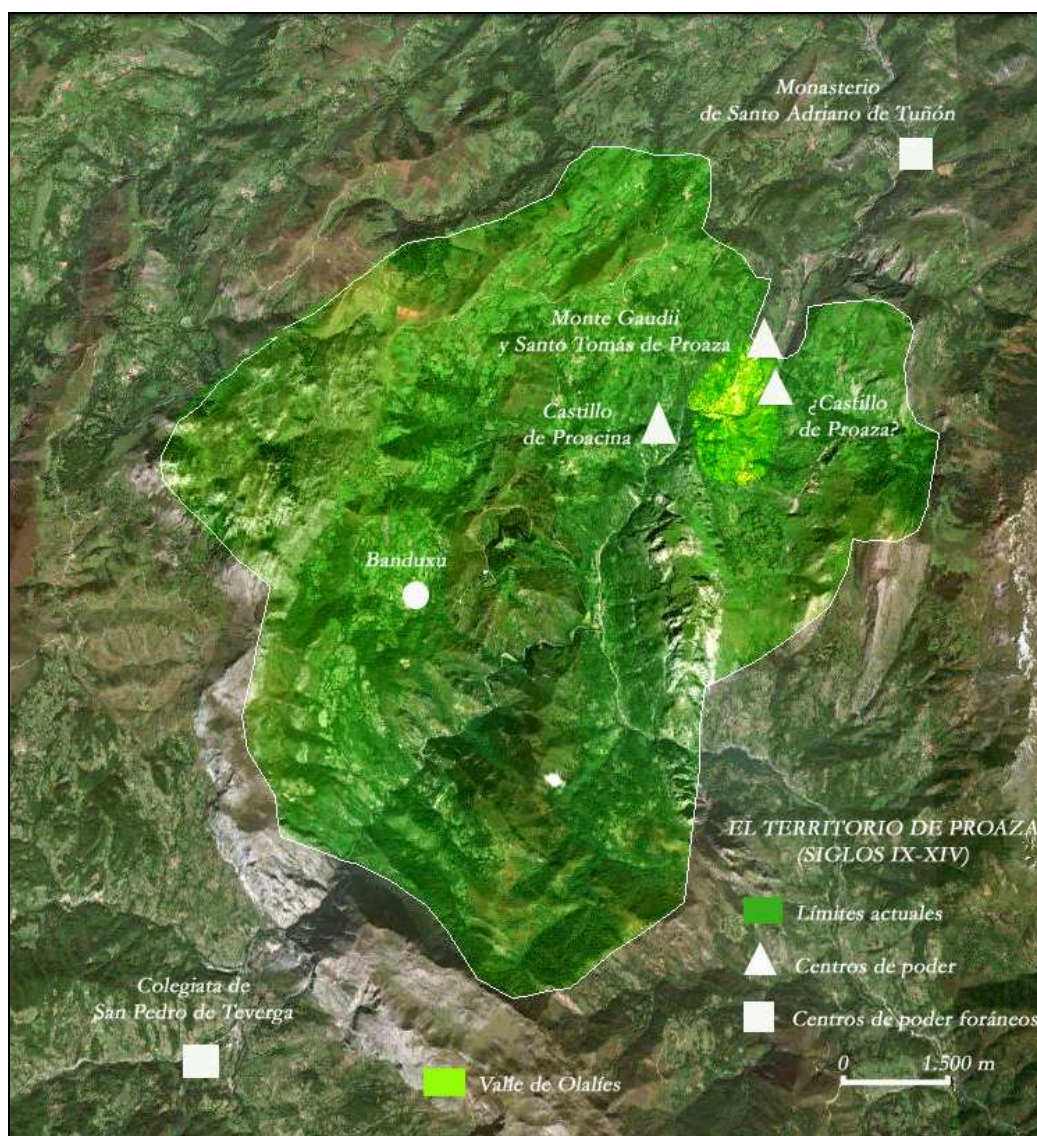 Monasterio
de Santo Adriano de Tuñón
Monte Gaudii
y Santo Tomás de Proaza
¿Castillo
de Proaza?
Castillo
de Proacina
Banduxu
EL TERRITORIO DE PROAZA
(SIGLOS IX-XIV)
Límites actuales
Centros de poder
Centros de poder foráneos
Colegiata de
San Pedro de Teverga
0 1.500 m
Valle de Olalíes